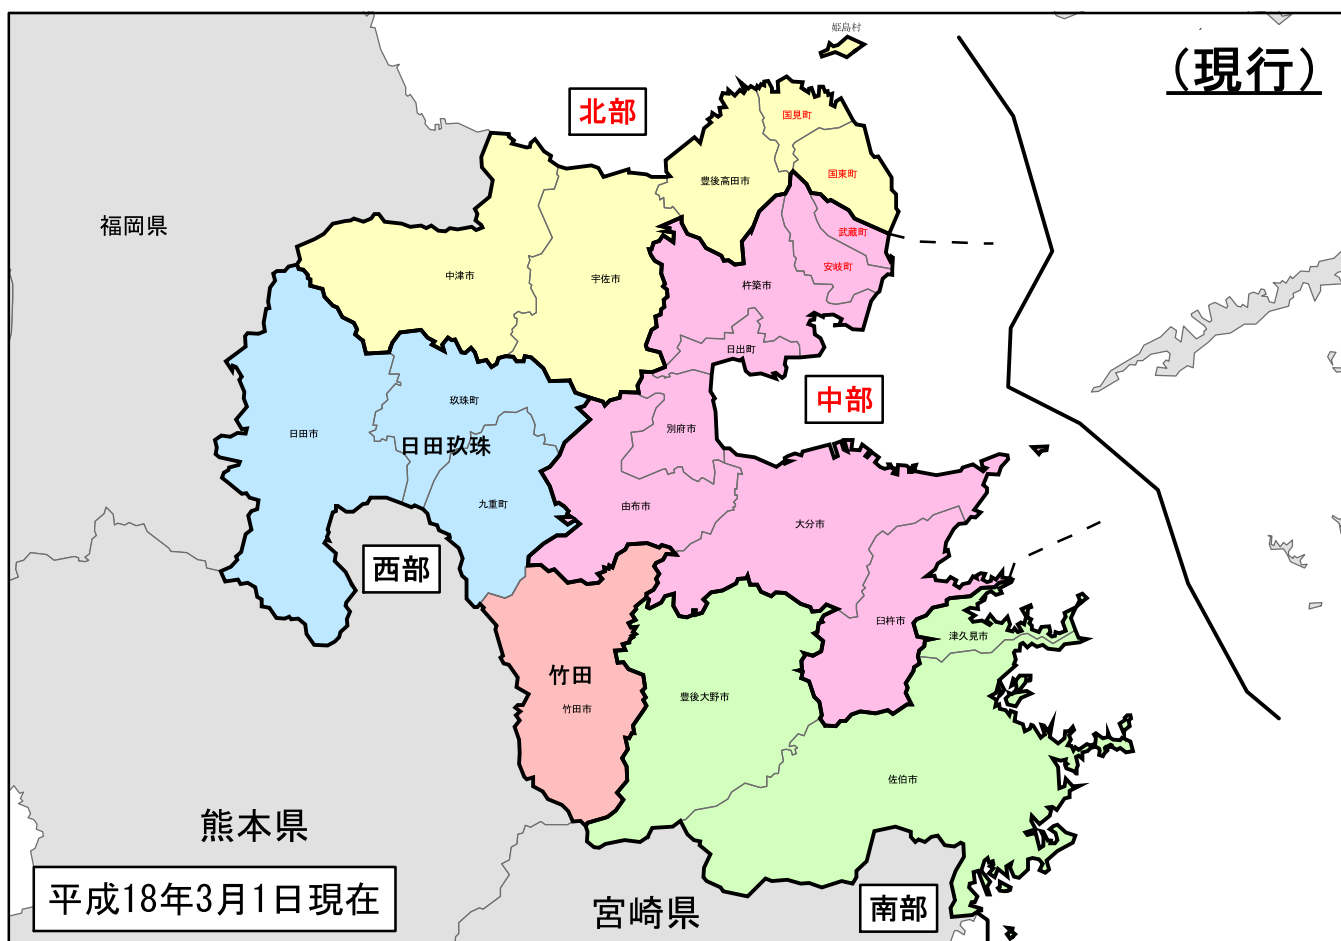 姫島村
（現行）
北部
国見町
国東町
豊後高田市
福岡県
武蔵町
安岐町
中津市
宇佐市
杵築市
日出町
中部
玖珠町
日田市
日田玖珠
別府市
九重町
由布市
大分市
西部
臼杵市
津久見市
竹田
竹田市
豊後大野市
佐伯市
熊本県
平成18年3月1日現在
宮崎県
南部